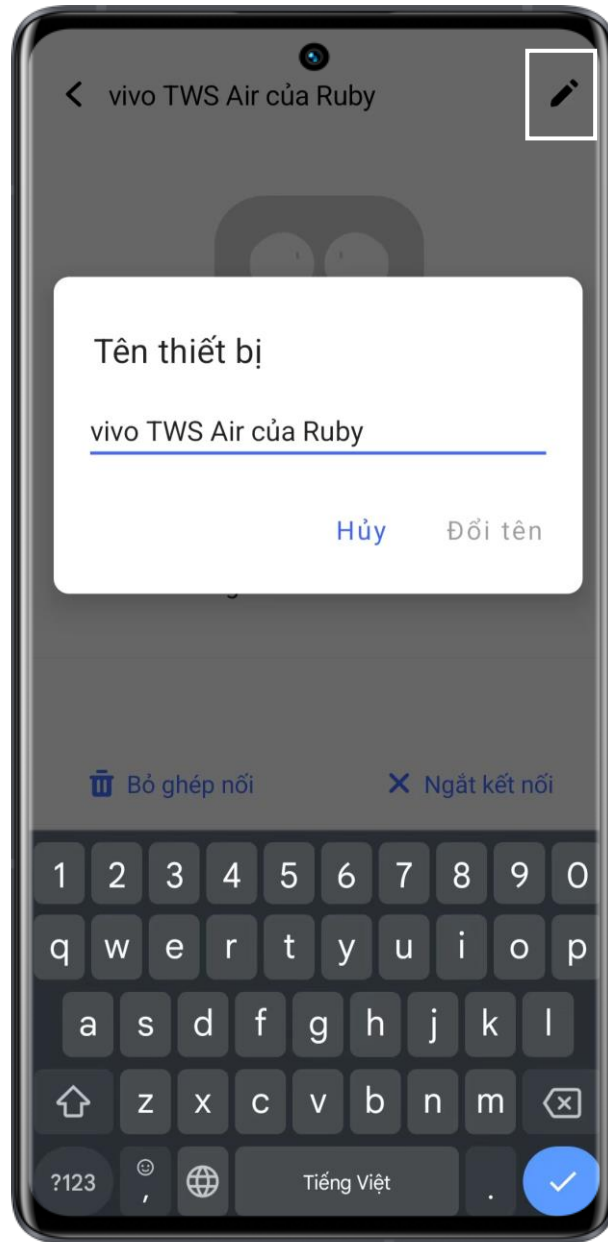 vivo TWS Air của Ruby
Tên thiết bị
vivo TWS Air của Ruby
Hủy Đổi tên
Bỏ ghép nối Ngắt kết nối
1 2 3 4 5 6 7 8 9 0
q w e r t y u i o p
a s d f g h j k l
z x c v b n m
?123 , Tiếng Việt .